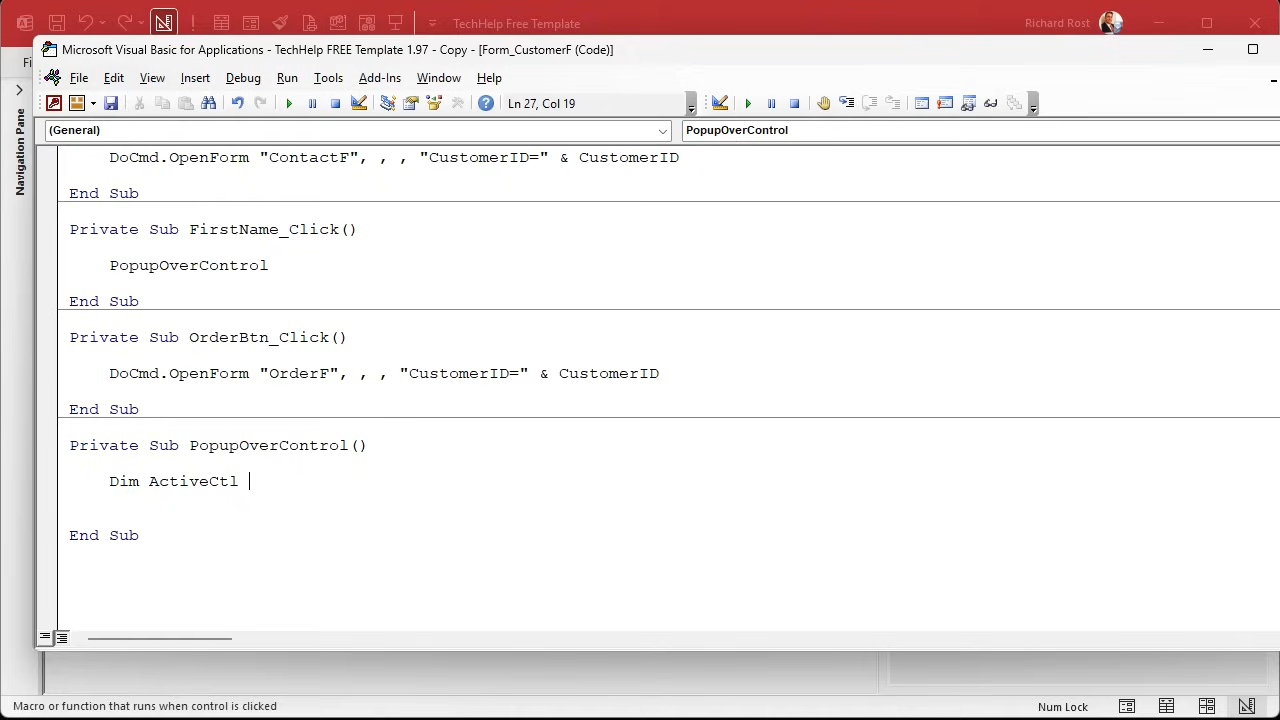 TechHelp Free Template
Richard Rost
Microsoft Visual Basic for Applications - TechHelp FREE Template 1.97 - Copy - [Form_CustomerF (Code)]
Fi
File Edit View Insert Debug Run Tools Add-Ins Window Help
Ln 27, Col 19
(General)
PopupOverControl
Navigation Pane
DoCmd.OpenForm "ContactF", , , "CustomerID=" & CustomerID
End Sub
Private Sub FirstName_Click()
PopupOverControl
End Sub
Private Sub OrderBtn_Click()
DoCmd.OpenForm "OrderF", , , "CustomerID=" & CustomerID
End Sub
Private Sub PopupOverControl()
Dim ActiveCtl
End Sub
Macro or function that runs when control is clicked
Num Lock